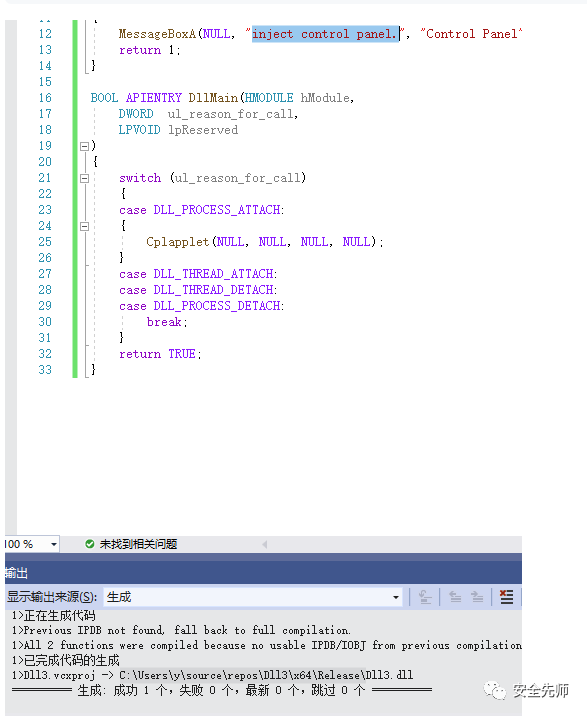 11 {
12 MessageBoxA(NULL, "inject control panel.", "Control Panel"
13 return 1;
14 }
15
16 BOOL APIENTRY DllMain(HMODULE hModule,
17 DWORD ul_reason_for_call,
18 LPVOID lpReserved
19 )
20 {
21 switch (ul_reason_for_call)
22 {
23 case DLL_PROCESS_ATTACH:
24 {
25 Cplapplet(NULL, NULL, NULL, NULL);
26 }
27 case DLL_THREAD_ATTACH:
28 case DLL_THREAD_DETACH:
29 case DLL_PROCESS_DETACH:
30 break;
31 }
32 return TRUE;
33 }
100 % 未找到相关问题
输出
显示输出来源(S): 生成
1>正在生成代码
1>Previous IPDB not found, fall back to full compilation.
1>All 2 functions were compiled because no usable IPDB/IOBJ from previous compilation
1>已完成代码的生成
1>Dll3.vcxproj -> C:\Users\y\source\repos\Dll3\x64\Release\Dll3.dll
========== 生成: 成功 1 个，失败 0 个，最新 0 个，跳过 0 个 ==========
安全先师